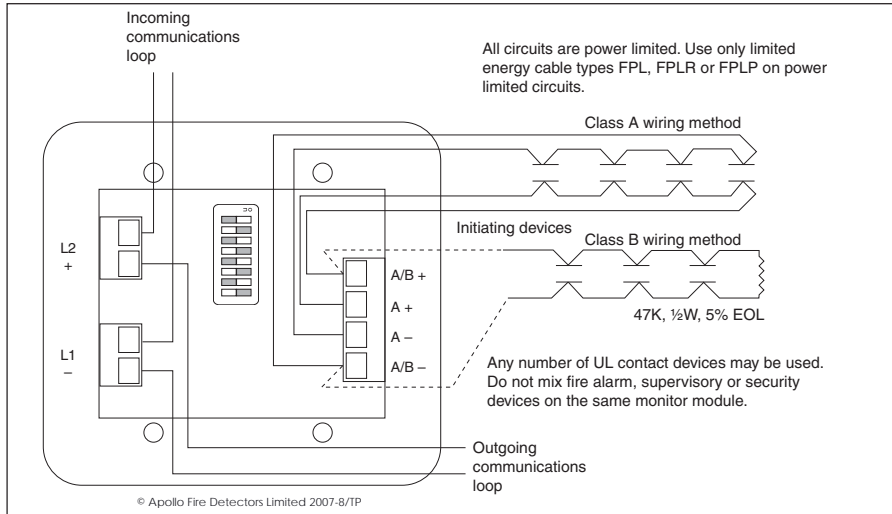 Incoming
communications
loop
All circuits are power limited. Use only limited
energy cable types FPL, FPLR or FPLP on power
limited circuits.
Class A wiring method
Initiating devices
Class B wiring method
L2
+
A/B +
A +
A –
A/B –
L1
–
47K, ½W, 5% EOL
Any number of UL contact devices may be used.
Do not mix fire alarm, supervisory or security
devices on the same monitor module.
Outgoing
communications
loop
© Apollo Fire Detectors Limited 2007-8/TP